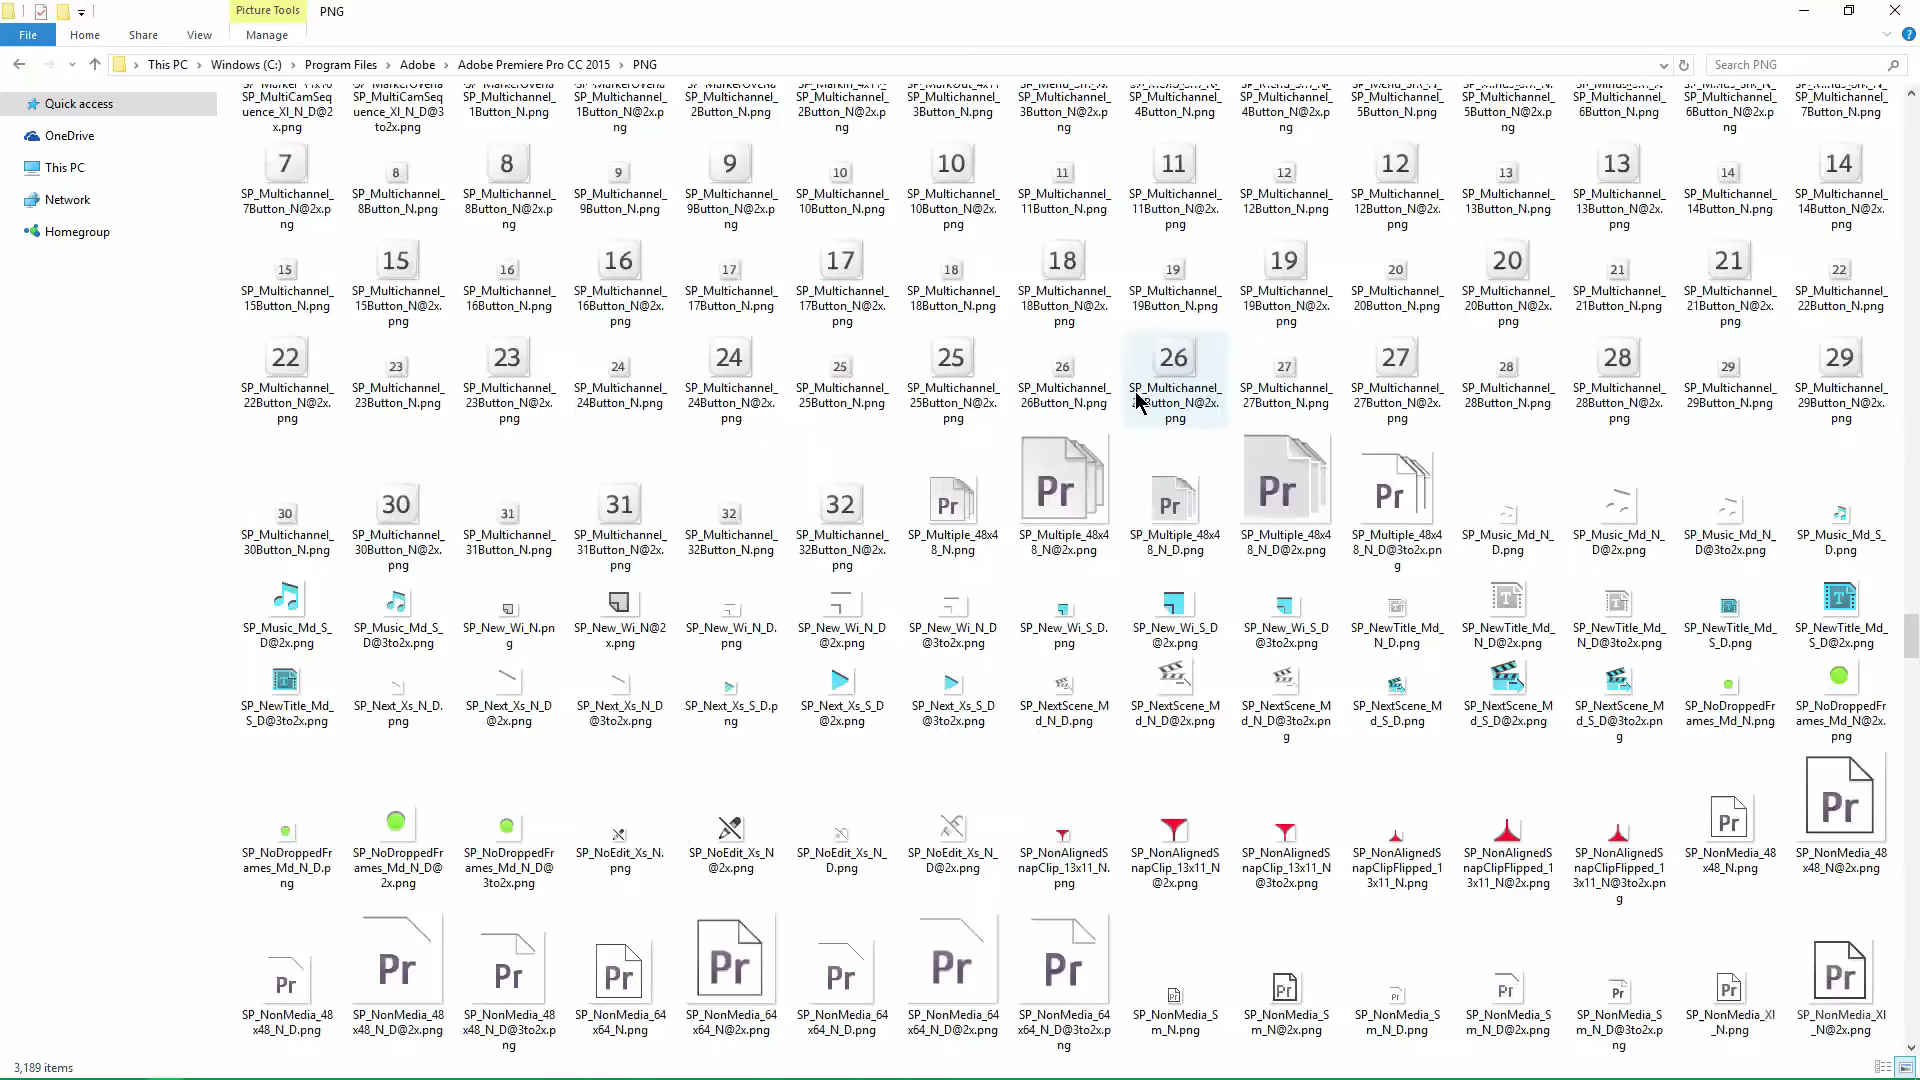 Picture Tools
PNG
File
Home
Share
View
Manage
This PC
Windows (C:)
Program Files
Adobe
Adobe Premiere Pro CC 2015
PNG
Search PNG
Quick access
OneDrive
This PC
Network
Homegroup
SP_MultiCamSeq SP_MultiCamSeq SP_Multichannel_ SP_Multichannel_ SP_Multichannel_ SP_Multichannel_ SP_Multichannel_ SP_Multichannel_ SP_Multichannel_ SP_Multichannel_ SP_Multichannel_ SP_Multichannel_ SP_Multichannel_ SP_Multichannel_ SP_Multichannel_
uence_XI_N_D@2 uence_XI_N_D@3 1Button_N.png 1Button_N@2x.p 2Button_N.png 2Button_N@2x.p 3Button_N.png 3Button_N@2x.p 4Button_N.png 4Button_N@2x.p 5Button_N.png 5Button_N@2x.p 6Button_N.png 6Button_N@2x.p 7Button_N.png
x.png to2x.png ng ng ng ng ng ng
7 8 8 9 9 10 10 11 11 12 12 13 13 14 14
SP_Multichannel_ SP_Multichannel_ SP_Multichannel_ SP_Multichannel_ SP_Multichannel_ SP_Multichannel_ SP_Multichannel_ SP_Multichannel_ SP_Multichannel_ SP_Multichannel_ SP_Multichannel_ SP_Multichannel_ SP_Multichannel_ SP_Multichannel_ SP_Multichannel_
7Button_N@2x.p 8Button_N.png 8Button_N@2x.p 9Button_N.png 9Button_N@2x.p 10Button_N.png 10Button_N@2x. 11Button_N.png 11Button_N@2x. 12Button_N.png 12Button_N@2x. 13Button_N.png 13Button_N@2x. 14Button_N.png 14Button_N@2x.
ng ng ng png png png png png
15 15 16 16 17 17 18 18 19 19 20 20 21 21 22
SP_Multichannel_ SP_Multichannel_ SP_Multichannel_ SP_Multichannel_ SP_Multichannel_ SP_Multichannel_ SP_Multichannel_ SP_Multichannel_ SP_Multichannel_ SP_Multichannel_ SP_Multichannel_ SP_Multichannel_ SP_Multichannel_ SP_Multichannel_ SP_Multichannel_
15Button_N.png 15Button_N@2x. 16Button_N.png 16Button_N@2x. 17Button_N.png 17Button_N@2x. 18Button_N.png 18Button_N@2x. 19Button_N.png 19Button_N@2x. 20Button_N.png 20Button_N@2x. 21Button_N.png 21Button_N@2x. 22Button_N.png
png png png png png png png
22 23 23 24 24 25 25 26 26 27 27 28 28 29 29
SP_Multichannel_ SP_Multichannel_ SP_Multichannel_ SP_Multichannel_ SP_Multichannel_ SP_Multichannel_ SP_Multichannel_ SP_Multichannel_ SP_Multichannel_ SP_Multichannel_ SP_Multichannel_ SP_Multichannel_ SP_Multichannel_ SP_Multichannel_ SP_Multichannel_
22Button_N@2x. 23Button_N.png 23Button_N@2x. 24Button_N.png 24Button_N@2x. 25Button_N.png 25Button_N@2x. 26Button_N.png Button_N@2x. 27Button_N.png 27Button_N@2x. 28Button_N.png 28Button_N@2x. 29Button_N.png 29Button_N@2x.
png png png png png png png png
30 30 31 31 32 32 Pr Pr Pr Pr Pr
SP_Multichannel_ SP_Multichannel_ SP_Multichannel_ SP_Multichannel_ SP_Multichannel_ SP_Multichannel_ SP_Multiple_48x4 SP_Multiple_48x4 SP_Multiple_48x4 SP_Multiple_48x4 SP_Multiple_48x4 SP_Music_Md_N_ SP_Music_Md_N_ SP_Music_Md_N_ SP_Music_Md_S_
30Button_N.png 30Button_N@2x. 31Button_N.png 31Button_N@2x. 32Button_N.png 32Button_N@2x. 8_N.png 8_N@2x.png 8_N_D.png 8_N_D@2x.png 8_N_D@3to2x.pn D.png D@2x.png D@3to2x.png D.png
png png png g
SP_Music_Md_S_ SP_Music_Md_S_ SP_New_Wi_N.pn SP_New_Wi_N@2 SP_New_Wi_N_D. SP_New_Wi_N_D SP_New_Wi_N_D SP_New_Wi_S_D. SP_New_Wi_S_D SP_New_Wi_S_D SP_NewTitle_Md_ SP_NewTitle_Md_ SP_NewTitle_Md_ SP_NewTitle_Md_ SP_NewTitle_Md_
D@2x.png D@3to2x.png g x.png png @2x.png @3to2x.png png @2x.png @3to2x.png N_D.png N_D@2x.png N_D@3to2x.png S_D.png S_D@2x.png
SP_NewTitle_Md_ SP_Next_Xs_N_D. SP_Next_Xs_N_D SP_Next_Xs_N_D SP_Next_Xs_S_D.p SP_Next_Xs_S_D SP_Next_Xs_S_D SP_NextScene_M SP_NextScene_M SP_NextScene_M SP_NextScene_M SP_NextScene_M SP_NextScene_M SP_NoDroppedFr SP_NoDroppedFr
S_D@3to2x.png png @2x.png @3to2x.png ng @2x.png @3to2x.png d_N_D.png d_N_D@2x.png d_N_D@3to2x.pn d_S_D.png d_S_D@2x.png d_S_D@3to2x.pn ames_Md_N.png ames_Md_N@2x.
g g png
Pr Pr
SP_NoDroppedFr SP_NoDroppedFr SP_NoDroppedFr SP_NoEdit_Xs_N. SP_NoEdit_Xs_N SP_NoEdit_Xs_N_ SP_NoEdit_Xs_N_ SP_NonAlignedS SP_NonAlignedS SP_NonAlignedS SP_NonAlignedS SP_NonAlignedS SP_NonAlignedS SP_NonMedia_48 SP_NonMedia_48
ames_Md_N_D.p ames_Md_N_D@ ames_Md_N_D@ png @2x.png D.png D@2x.png napClip_13x11_N. napClip_13x11_N napClip_13x11_N napClipFlipped_1 napClipFlipped_1 napClipFlipped_1 x48_N.png x48_N@2x.png
ng 2x.png 3to2x.png png @2x.png @3to2x.png 3x11_N.png 3x11_N@2x.png 3x11_N@3to2x.pn
g
Pr Pr Pr Pr Pr Pr Pr Pr Pr Pr Pr Pr Pr Pr Pr
SP_NonMedia_48 SP_NonMedia_48 SP_NonMedia_48 SP_NonMedia_64 SP_NonMedia_64 SP_NonMedia_64 SP_NonMedia_64 SP_NonMedia_64 SP_NonMedia_S SP_NonMedia_S SP_NonMedia_S SP_NonMedia_S SP_NonMedia_S SP_NonMedia_XI SP_NonMedia_XI
x48_N_D.png x48_N_D@2x.png x48_N_D@3to2x.p x64_N.png x64_N@2x.png x64_N_D.png x64_N_D@2x.png x64_N_D@3to2x.p m_N.png m_N@2x.png m_N_D.png m_N_D@2x.png m_N_D@3to2x.p _N.png _N@2x.png
ng ng ng
3,189 items